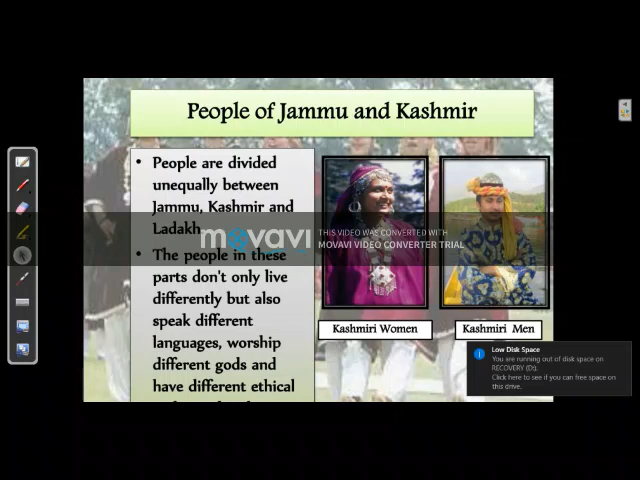 People of Jammu and Kashmir
• People are divided
unequally between
Jammu, Kashmir and
Ladakh
• The people in these
parts don't only live
differently but also
speak different
languages, worship
different gods and
have different ethical
movavi
THIS VIDEO WAS CONVERTED WITH
MOVAVI VIDEO CONVERTER TRIAL
Kashmiri Women
Kashmiri Men
Low Disk Space
You are running out of disk space on
RECOVERY (D:).
Click here to see if you can free space on
this drive.